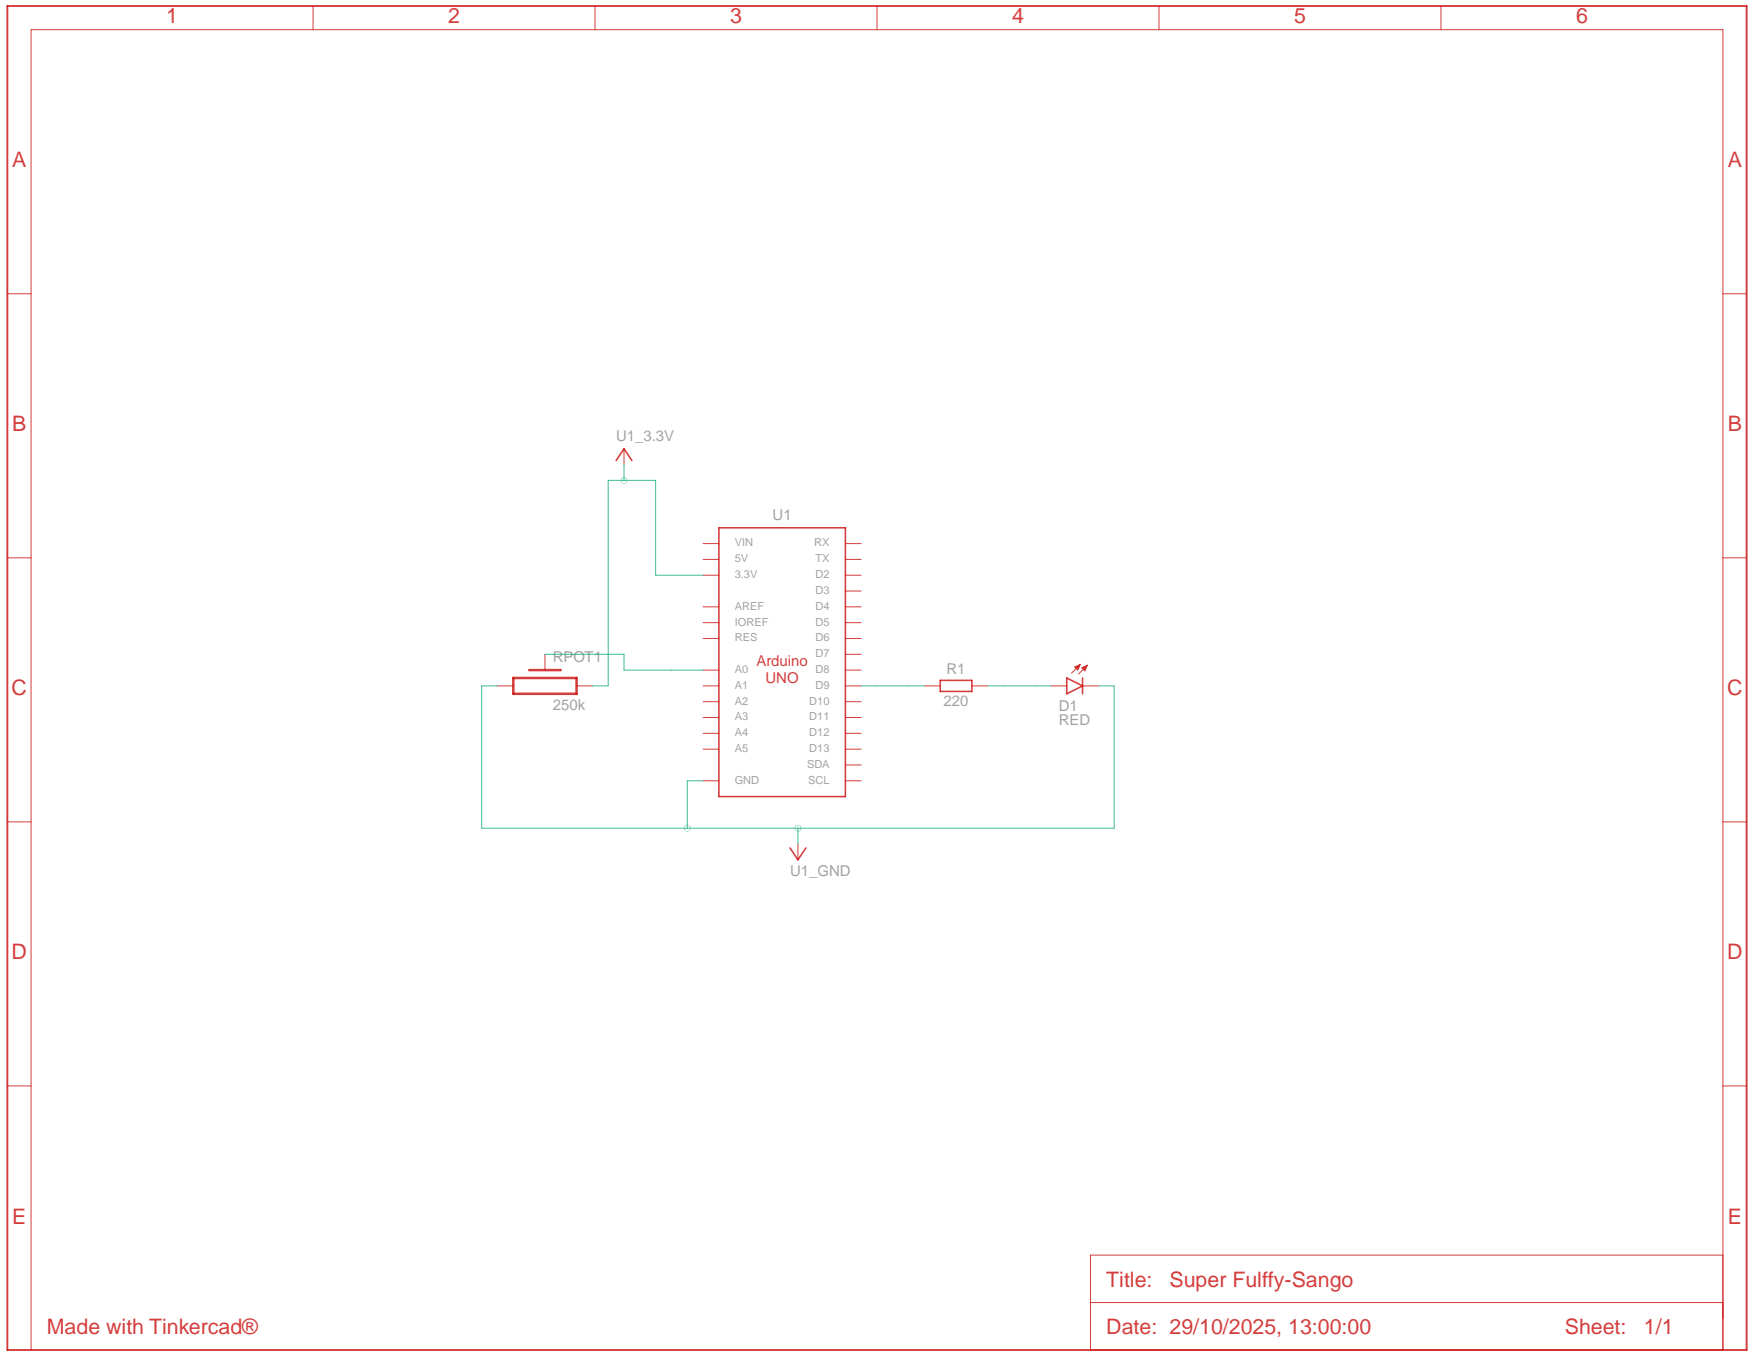 1 2 3 4 5 6
A A
B B
U1_3.3V
U1
VIN RX
5V TX
3.3V D2
D3
AREF D4
IOREF D5
RES D6
RPOT1 D7
A0 Arduino D8
A1 UNO D9
R1
C C
250k
220
A2 D10
D1
RED
A3 D11
A4 D12
A5 D13
SDA
GND SCL
U1_GND
D D
E E
Title: Super Fulffy-Sango
Made with Tinkercad®
Date: 29/10/2025, 13:00:00 Sheet: 1/1